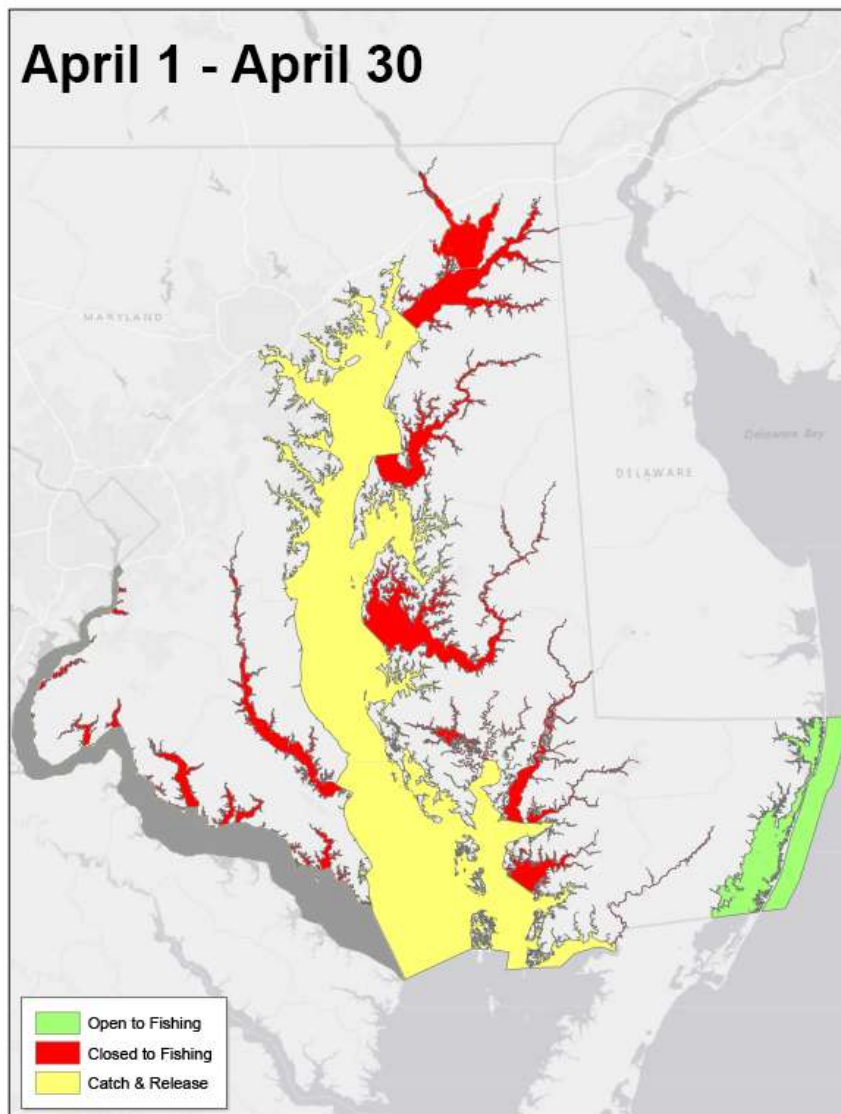 April 1 - April 30
MARYLAND
Delaware Bay
DELAWARE
Open to Fishing
Closed to Fishing
Catch & Release